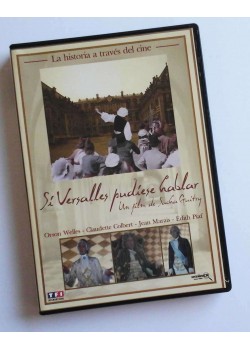 La historia a través del cine
Si Versalles pudiese hablar
Un film de Sacha Guitry
Orson Welles - Claudette Colbert - Jean Marais - Edith Piaf
TF1